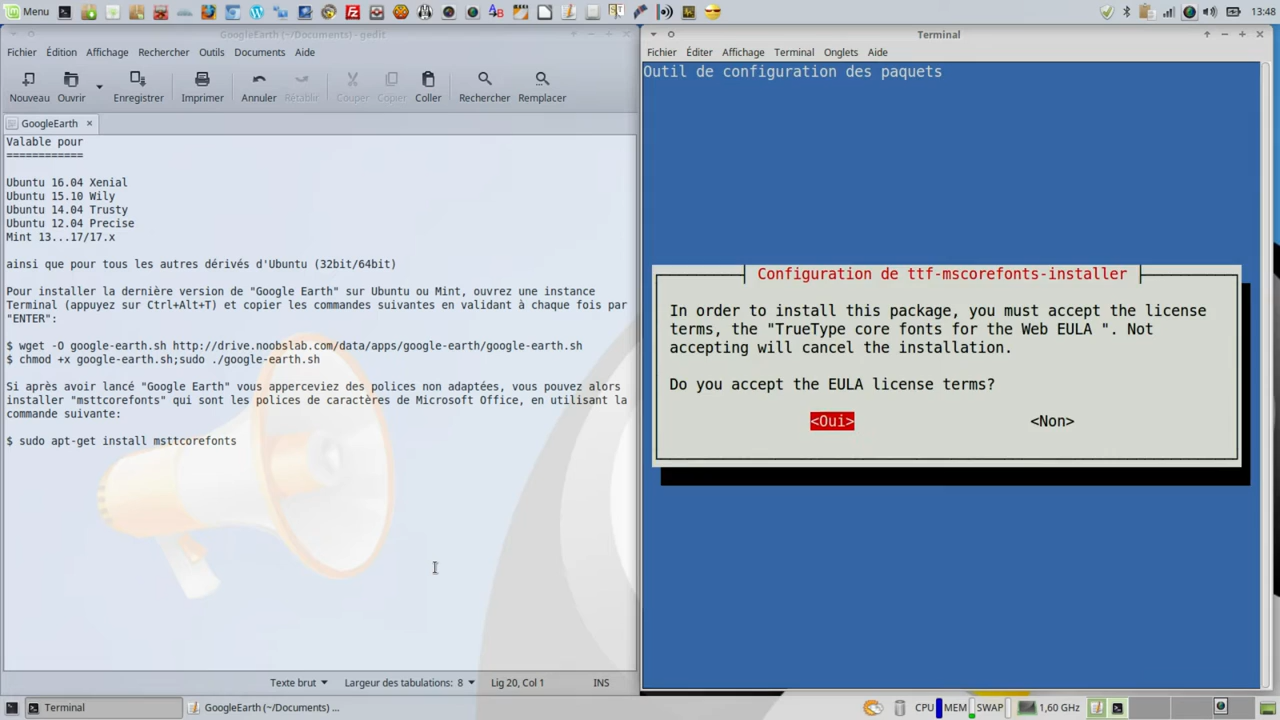 Menu
13:48
GoogleEarth (~/Documents) - gedit
Fichier Édition Affichage Rechercher Outils Documents Aide
Nouveau Ouvrir Enregistrer Imprimer Annuler Rétablir Couper Copier Coller Rechercher Remplacer
GoogleEarth
Valable pour
============
Ubuntu 16.04 Xenial
Ubuntu 15.10 Wily
Ubuntu 14.04 Trusty
Ubuntu 12.04 Precise
Mint 13...17/17.x
ainsi que pour tous les autres dérivés d'Ubuntu (32bit/64bit)
Pour installer la dernière version de "Google Earth" sur Ubuntu ou Mint, ouvrez une instance
Terminal (appuyez sur Ctrl+Alt+T) et copier les commandes suivantes en validant à chaque fois par
"ENTER":
$ wget -O google-earth.sh http://drive.noobslab.com/data/apps/google-earth/google-earth.sh
$ chmod +x google-earth.sh;sudo ./google-earth.sh
Si après avoir lancé "Google Earth" vous apperceviez des polices non adaptées, vous pouvez alors
installer "msttcorefonts" qui sont les polices de caractères de Microsoft Office, en utilisant la
commande suivante:
$ sudo apt-get install msttcorefonts
Texte brut Largeur des tabulations: 8 Lig 20, Col 1 INS
Terminal
Fichier Éditer Affichage Terminal Onglets Aide
Outil de configuration des paquets
Configuration de ttf-mscorefonts-installer
In order to install this package, you must accept the license
terms, the "TrueType core fonts for the Web EULA ". Not
accepting will cancel the installation.
Do you accept the EULA license terms?
<Oui> <Non>
Terminal
GoogleEarth (~/Documents) ...
CPU MEM SWAP 1,60 GHz